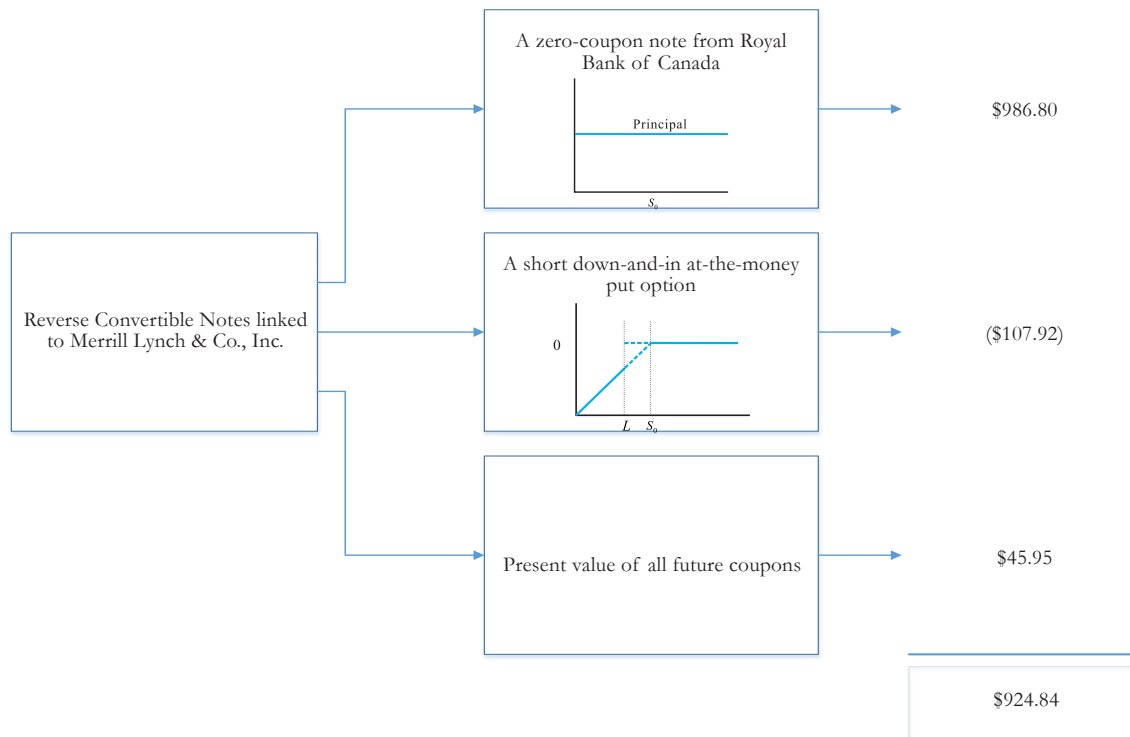 A zero-coupon note from Royal
Bank of Canada
Principal
S₀
$986.80
Reverse Convertible Notes linked
to Merrill Lynch & Co., Inc.
A short down-and-in at-the-money
put option
0
L S₀
($107.92)
Present value of all future coupons
$45.95
$924.84